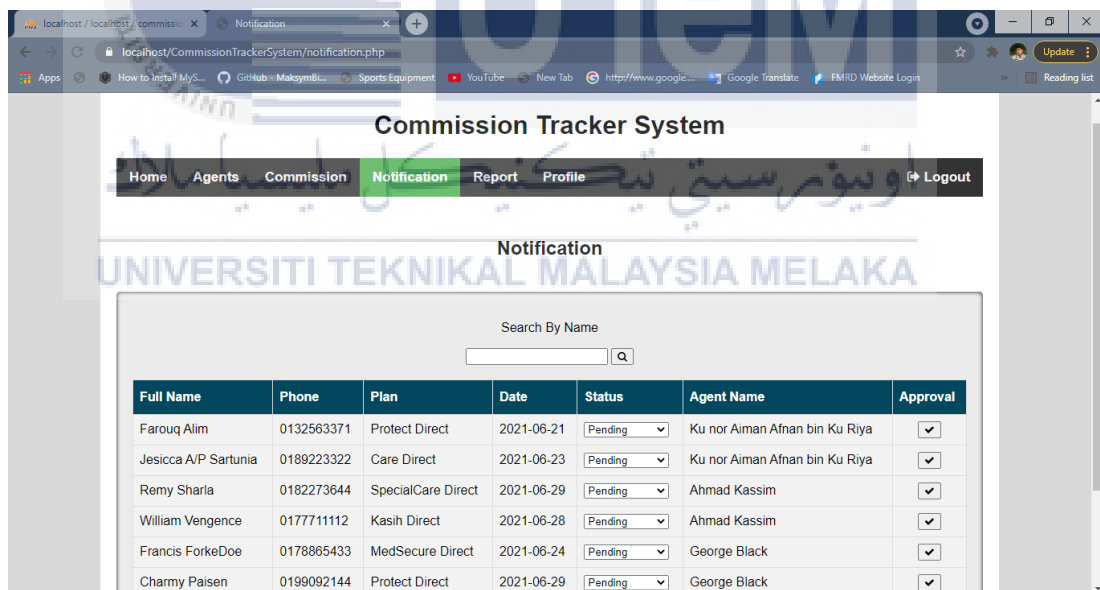 localhost / localhost / commissio
Notification
localhost/CommissionTrackerSystem/notification.php
Update
Apps
How to Install MyS...
GitHub - MaksymBi...
Sports Equipment
YouTube
New Tab
http://www.google....
Google Translate
FMRD Website Login
Reading list
Commission Tracker System
Home Agents Commission Notification Report Profile Logout
اونيۏرسيتي تيكنيكل مليسيا ملاك
Notification
UNIVERSITI TEKNIKAL MALAYSIA MELAKA
Search By Name
Full Name Phone Plan Date Status Agent Name Approval
Farouq Alim 0132563371 Protect Direct 2021-06-21 Pending Ku nor Aiman Afnan bin Ku Riya
Jesicca A/P Sartunia 0189223322 Care Direct 2021-06-23 Pending Ku nor Aiman Afnan bin Ku Riya
Remy Sharla 0182273644 SpecialCare Direct 2021-06-29 Pending Ahmad Kassim
William Vengence 0177711112 Kasih Direct 2021-06-28 Pending Ahmad Kassim
Francis ForkeDoe 0178865433 MedSecure Direct 2021-06-24 Pending George Black
Charmy Paisen 0199092144 Protect Direct 2021-06-29 Pending George Black